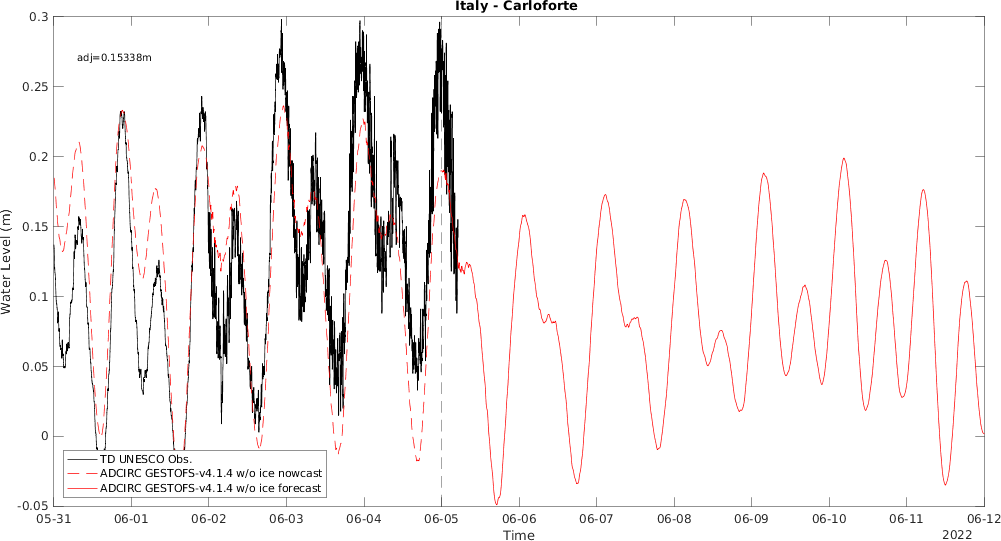 Italy - Carloforte
adj=0.15338m
Water Level (m)
0.3
0.25
0.2
0.15
0.1
0.05
0
-0.05
TD UNESCO Obs.
ADCIRC GESTOFS-v4.1.4 w/o ice nowcast
ADCIRC GESTOFS-v4.1.4 w/o ice forecast
05-31 06-01 06-02 06-03 06-04 06-05 06-06 06-07 06-08 06-09 06-10 06-11 06-12
Time
2022